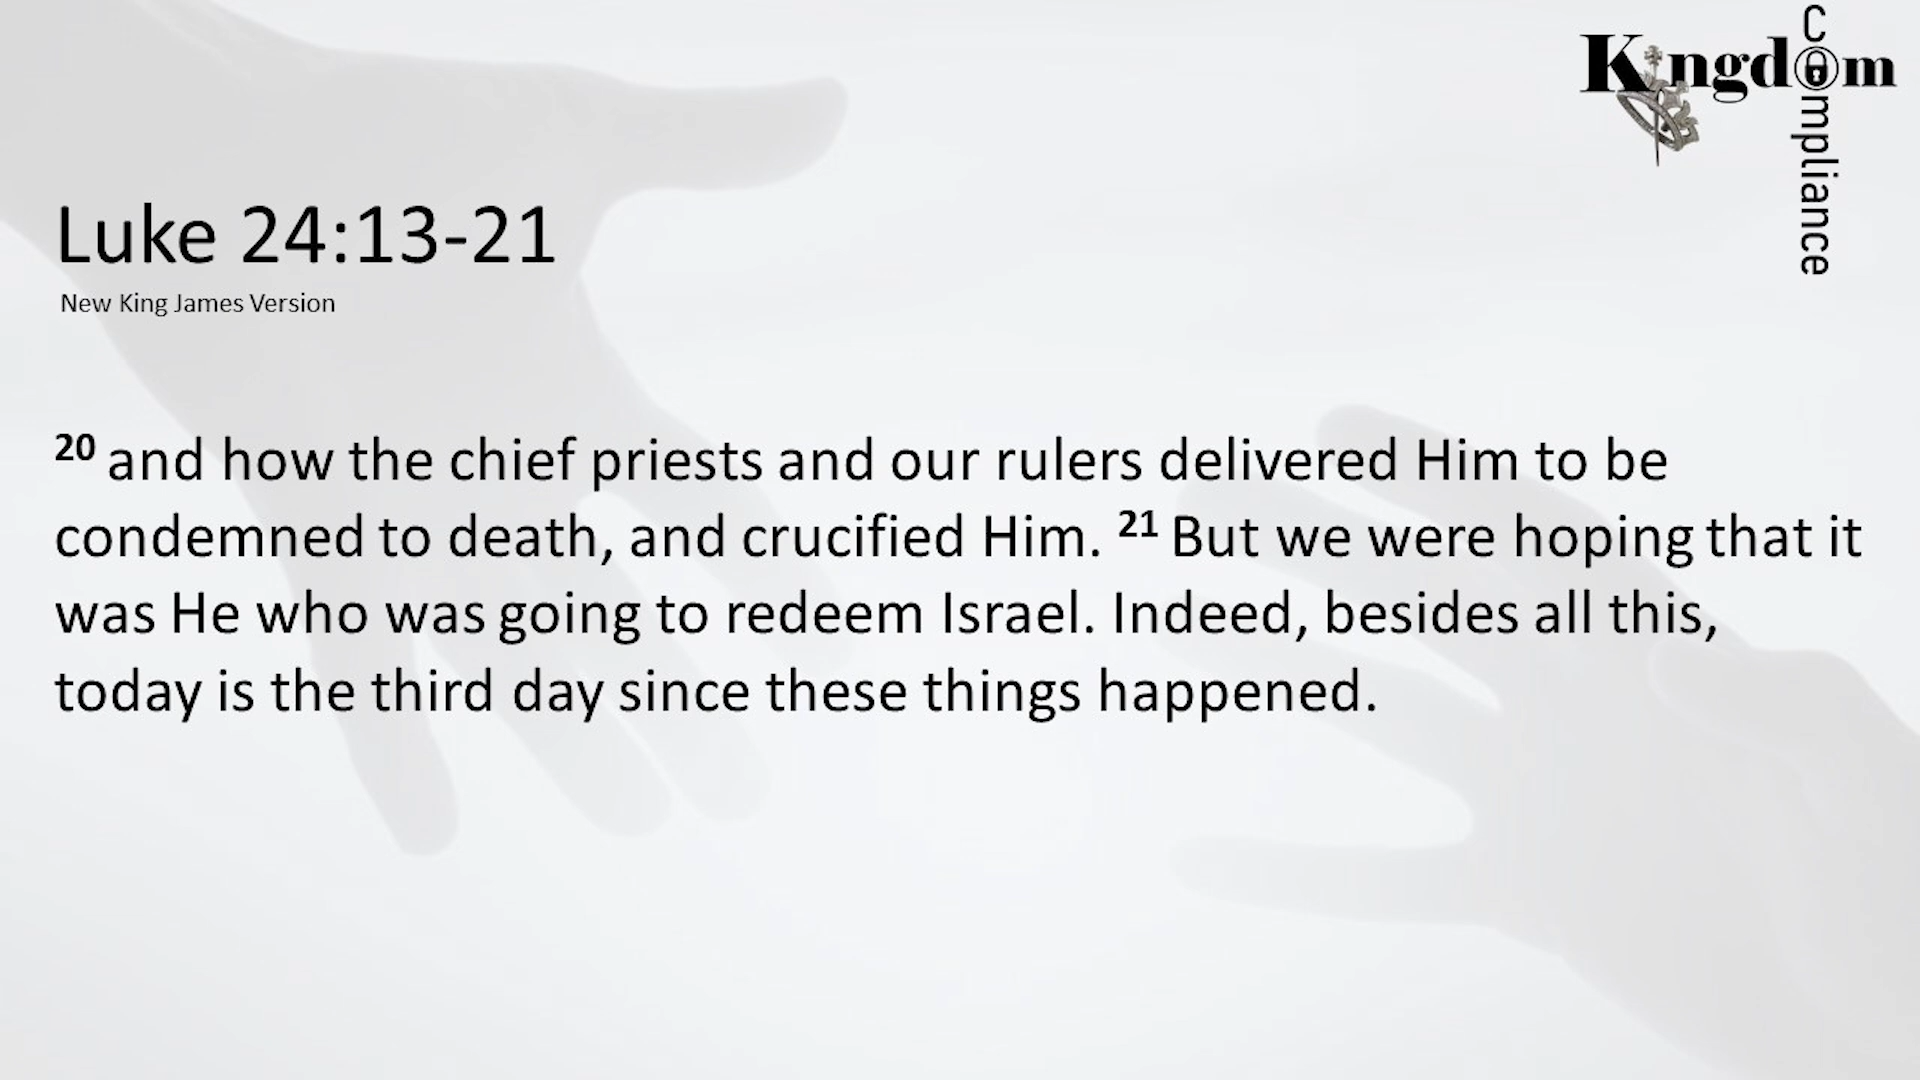 Kingdom
Compliance
Luke 24:13-21
New King James Version
20 and how the chief priests and our rulers delivered Him to be
condemned to death, and crucified Him. 21 But we were hoping that it
was He who was going to redeem Israel. Indeed, besides all this,
today is the third day since these things happened.